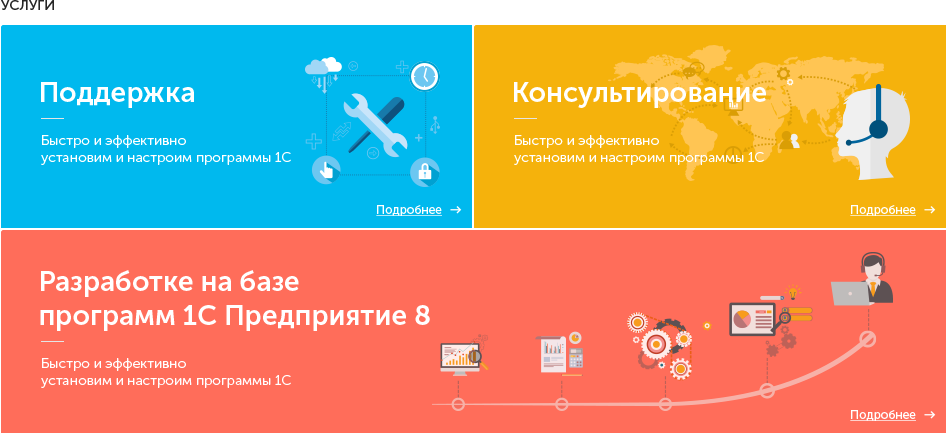 УСЛУГИ
Поддержка
Быстро и эффективно
установим и настроим программы 1С
Подробнее
Консультирование
Быстро и эффективно
установим и настроим программы 1С
Подробнее
Разработке на базе
программ 1С Предприятие 8
Быстро и эффективно
установим и настроим программы 1С
Подробнее